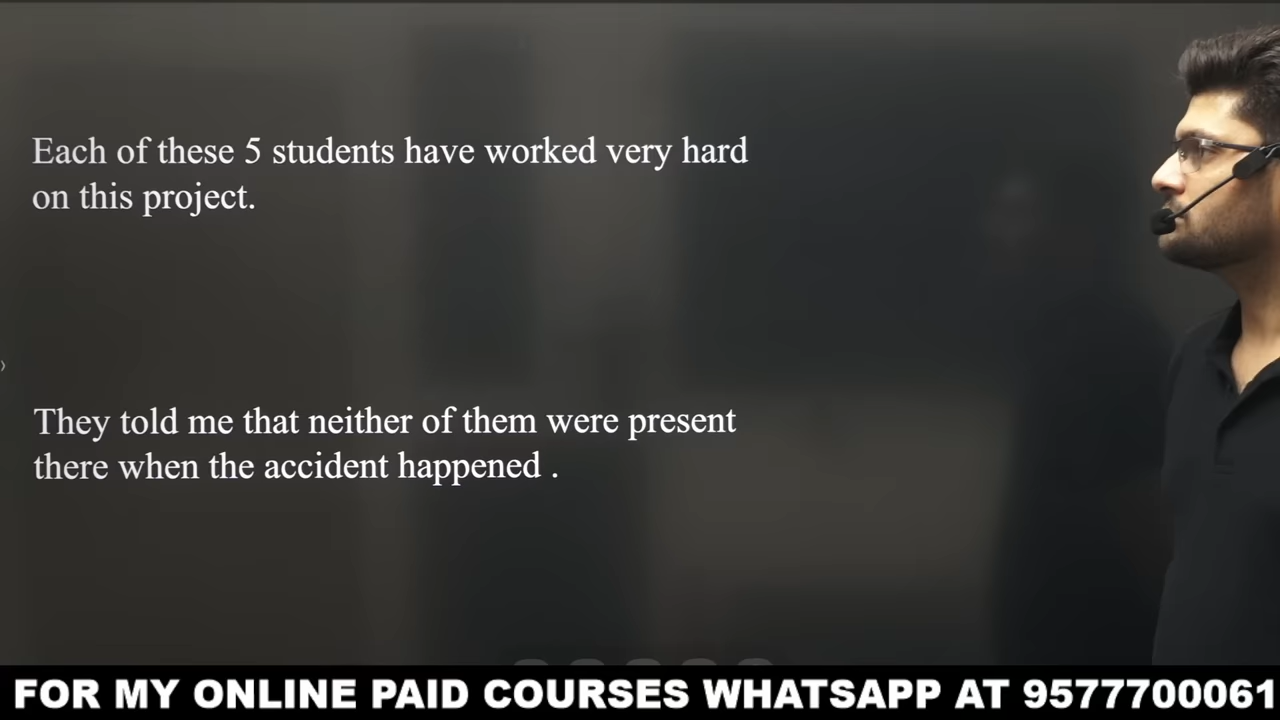 Each of these 5 students have worked very hard
on this project.
They told me that neither of them were present
there when the accident happened .
FOR MY ONLINE PAID COURSES WHATSAPP AT 9577700061